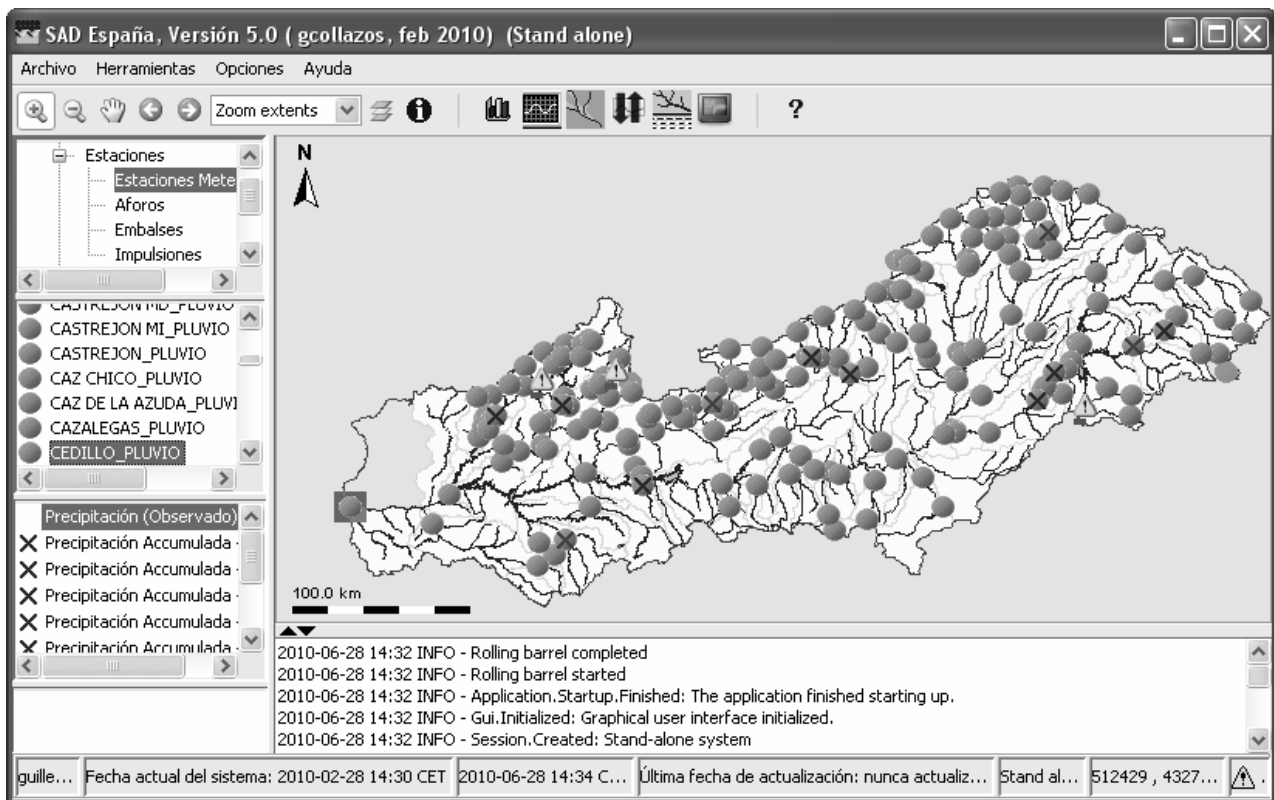 SAD España, Versión 5.0 ( gcollazos, feb 2010) (Stand alone)
Archivo Herramientas Opciones Ayuda
Zoom extents
?
Estaciones
Estaciones Mete
Aforos
Embalses
Impulsiones
CASTREJON MD_PLUVIO
CASTREJON MI_PLUVIO
CASTREJON_PLUVIO
CAZ CHICO_PLUVIO
CAZ DE LA AZUDA_PLUVI
CAZALEGAS_PLUVIO
CEDILLO_PLUVIO
Precipitación (Observado)
Precipitación Accumulada -
Precipitación Accumulada -
Precipitación Accumulada -
Precipitación Accumulada -
Precipitación Accumulada -
N
100.0 km
2010-06-28 14:32 INFO - Rolling barrel completed
2010-06-28 14:32 INFO - Rolling barrel started
2010-06-28 14:32 INFO - Application.Startup.Finished: The application finished starting up.
2010-06-28 14:32 INFO - Gui.Initialized: Graphical user interface initialized.
2010-06-28 14:32 INFO - Session.Created: Stand-alone system
guille... Fecha actual del sistema: 2010-02-28 14:30 CET 2010-06-28 14:34 C... Última fecha de actualización: nunca actualiz... Stand al... 512429 , 4327...